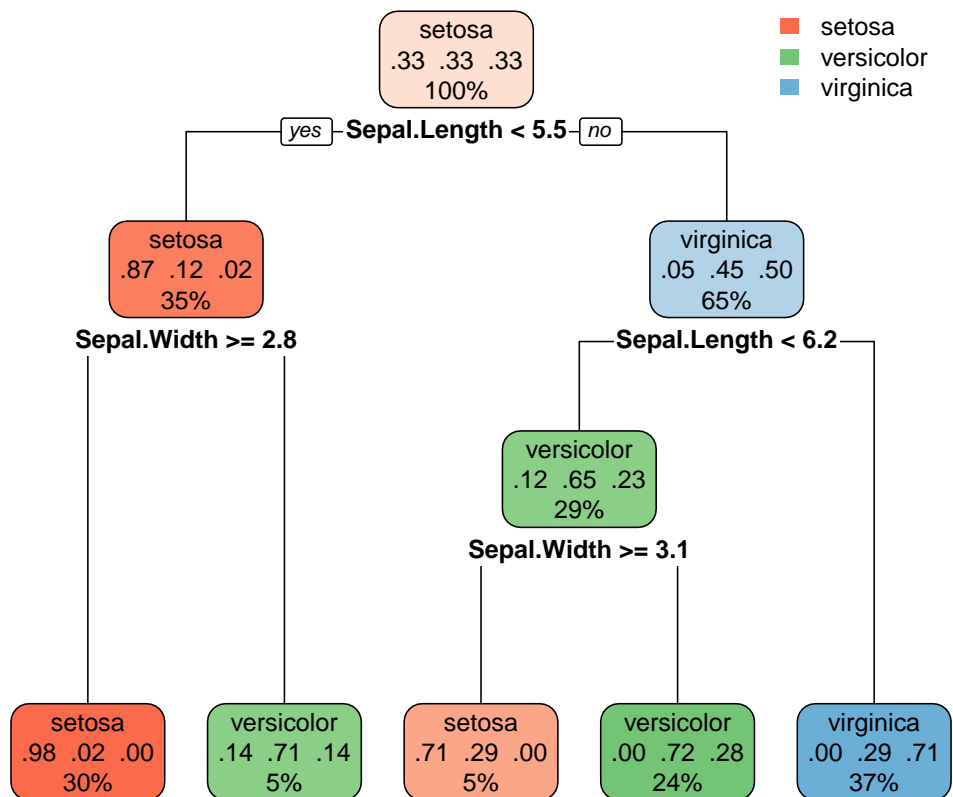 setosa
.33 .33 .33
100%
setosa
versicolor
virginica
yes Sepal.Length < 5.5 no
setosa
.87 .12 .02
35%
virginica
.05 .45 .50
65%
Sepal.Width >= 2.8
Sepal.Length < 6.2
versicolor
.12 .65 .23
29%
Sepal.Width >= 3.1
setosa
.98 .02 .00
30%
versicolor
.14 .71 .14
5%
setosa
.71 .29 .00
5%
versicolor
.00 .72 .28
24%
virginica
.00 .29 .71
37%